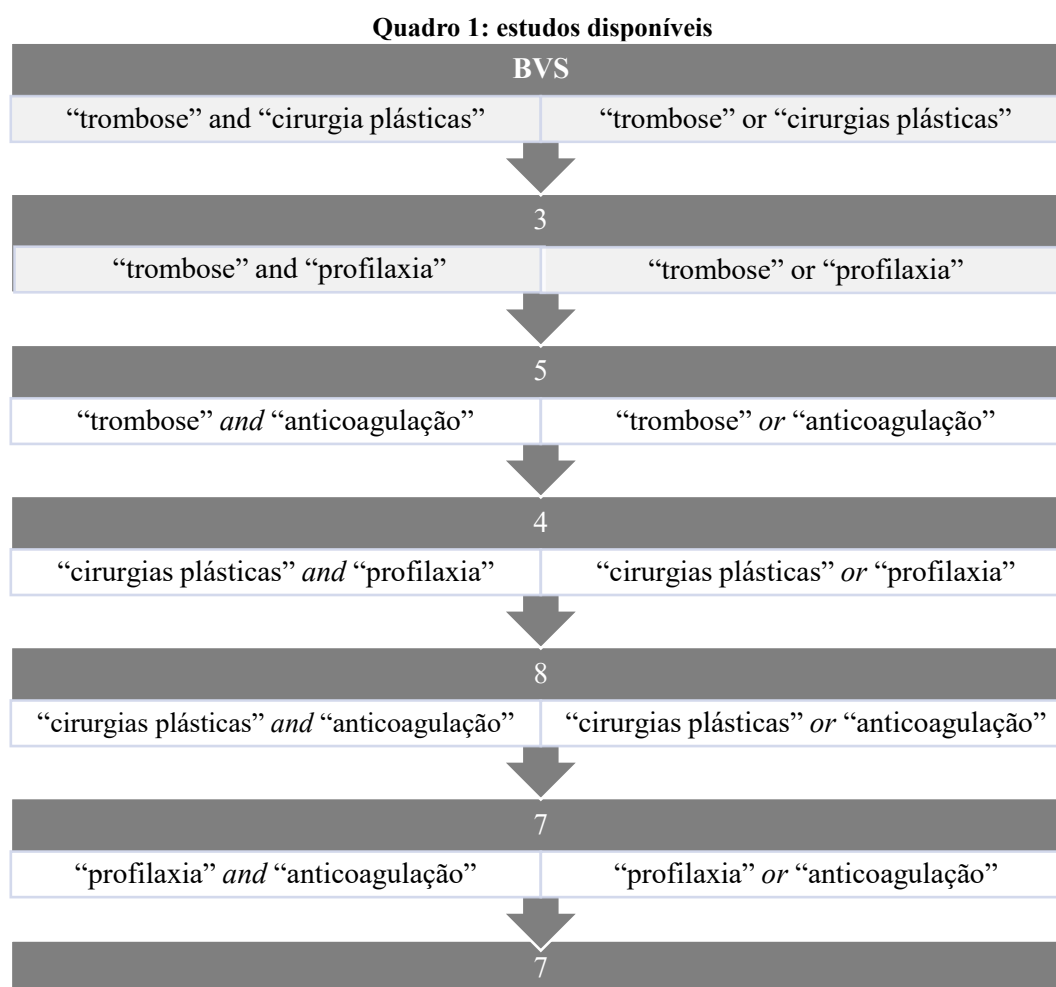 Quadro 1: estudos disponíveis
BVS
“trombose” and “cirurgia plásticas” “trombose” or “cirurgias plásticas”
3
“trombose” and “profilaxia” “trombose” or “profilaxia”
5
“trombose” and “anticoagulação” “trombose” or “anticoagulação”
4
“cirurgias plásticas” and “profilaxia” “cirurgias plásticas” or “profilaxia”
8
“cirurgias plásticas” and “anticoagulação” “cirurgias plásticas” or “anticoagulação”
7
“profilaxia” and “anticoagulação” “profilaxia” or “anticoagulação”
7